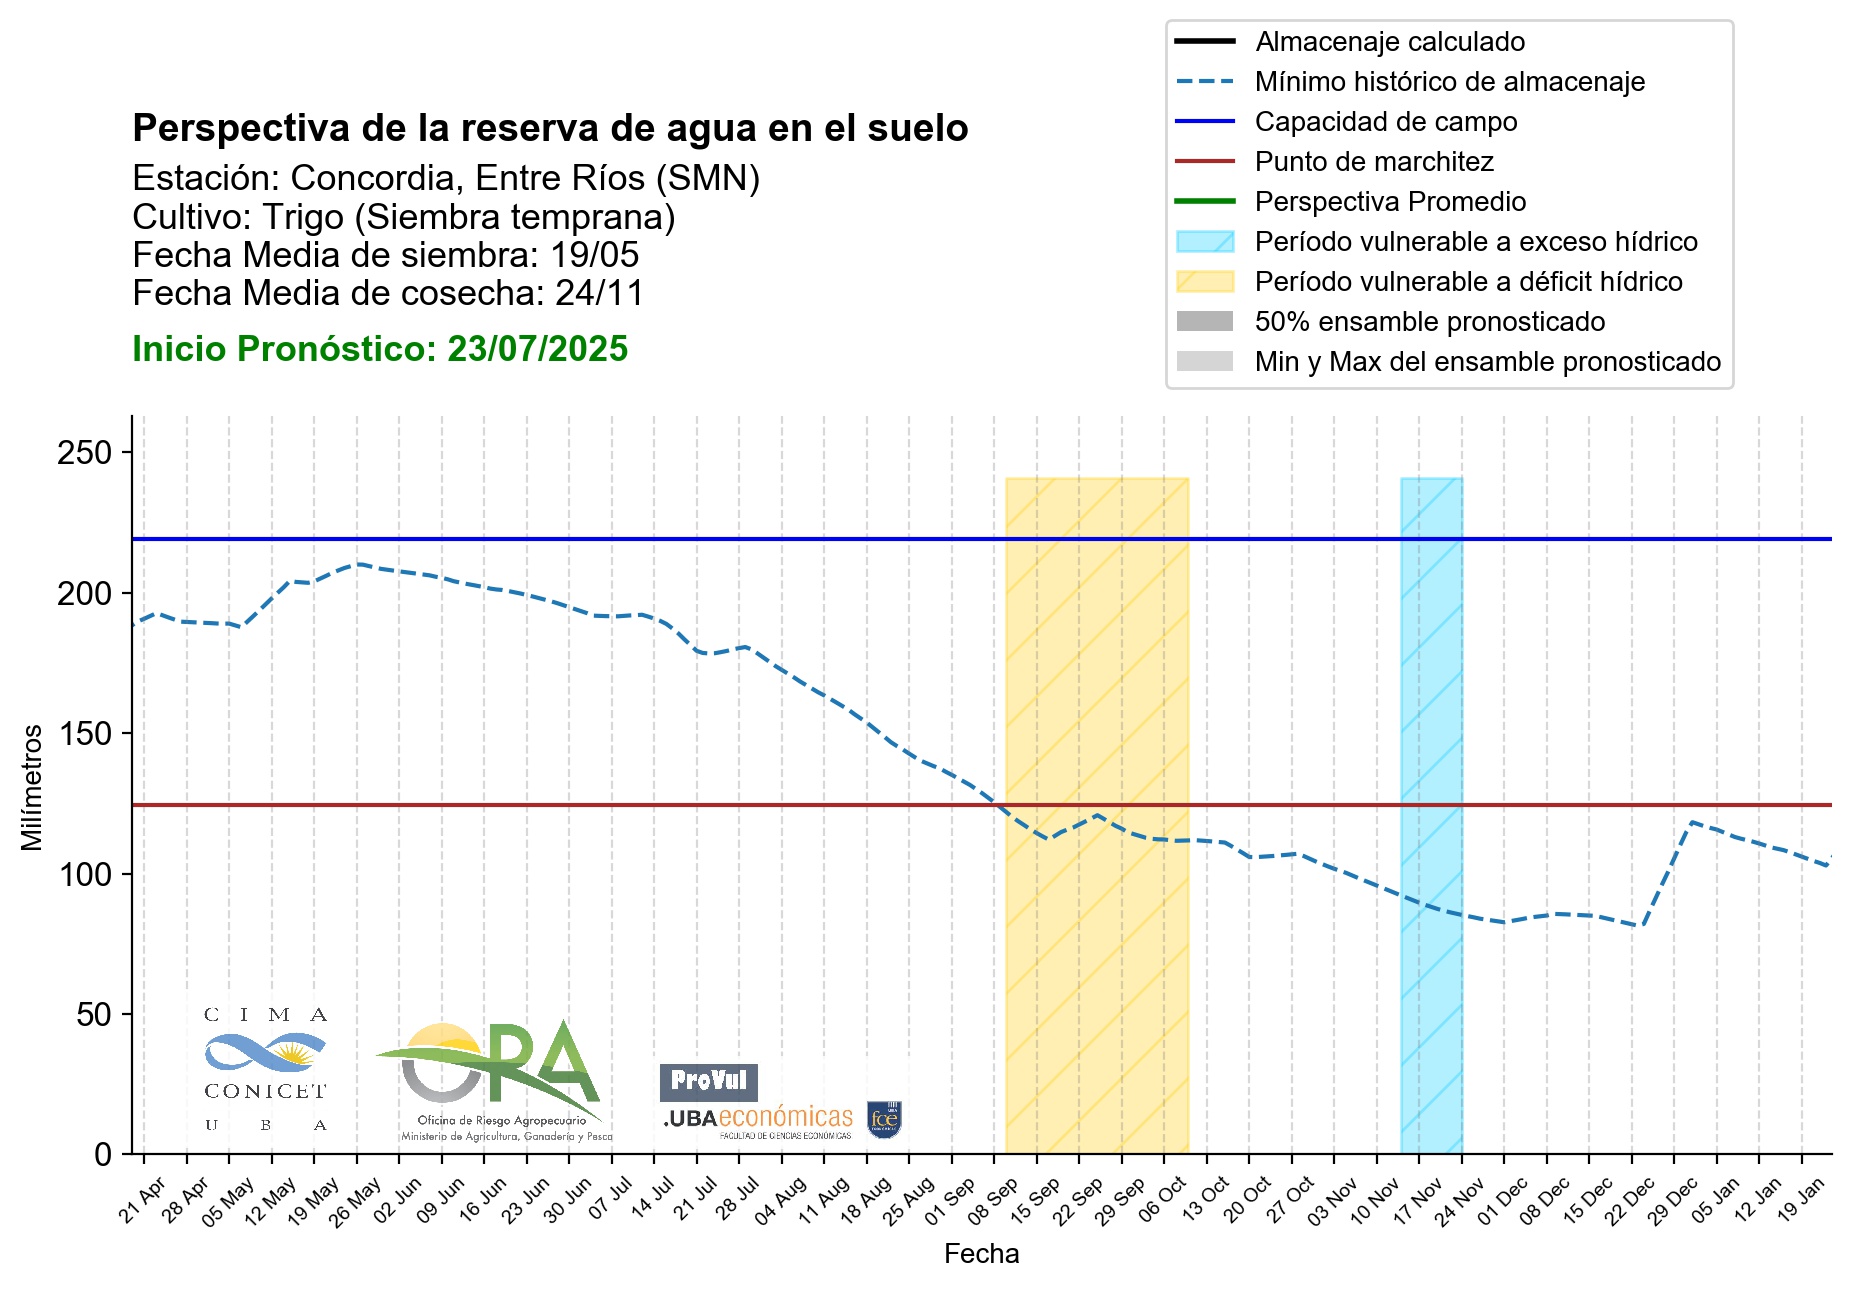 Almacenaje calculado
Mínimo histórico de almacenaje
Capacidad de campo
Punto de marchitez
Perspectiva Promedio
Período vulnerable a exceso hídrico
Período vulnerable a déficit hídrico
50% ensamble pronosticado
Min y Max del ensamble pronosticado
Perspectiva de la reserva de agua en el suelo
Estación: Concordia, Entre Ríos (SMN)
Cultivo: Trigo (Siembra temprana)
Fecha Media de siembra: 19/05
Fecha Media de cosecha: 24/11
Inicio Pronóstico: 23/07/2025
Milímetros
250
200
150
100
50
0
CIMA
CONICET
UBA
ORA
Oficina de Riesgo Agropecuario
Ministerio de Agricultura, Ganadería y Pesca
ProVul
.UBAeconómicas
FACULTAD DE CIENCIAS ECONÓMICAS
fce
21 Apr
28 Apr
05 May
12 May
19 May
26 May
02 Jun
09 Jun
16 Jun
23 Jun
30 Jun
07 Jul
14 Jul
21 Jul
28 Jul
04 Aug
11 Aug
18 Aug
25 Aug
01 Sep
08 Sep
15 Sep
22 Sep
29 Sep
06 Oct
13 Oct
20 Oct
27 Oct
03 Nov
10 Nov
17 Nov
24 Nov
01 Dec
08 Dec
15 Dec
22 Dec
29 Dec
05 Jan
12 Jan
19 Jan
Fecha